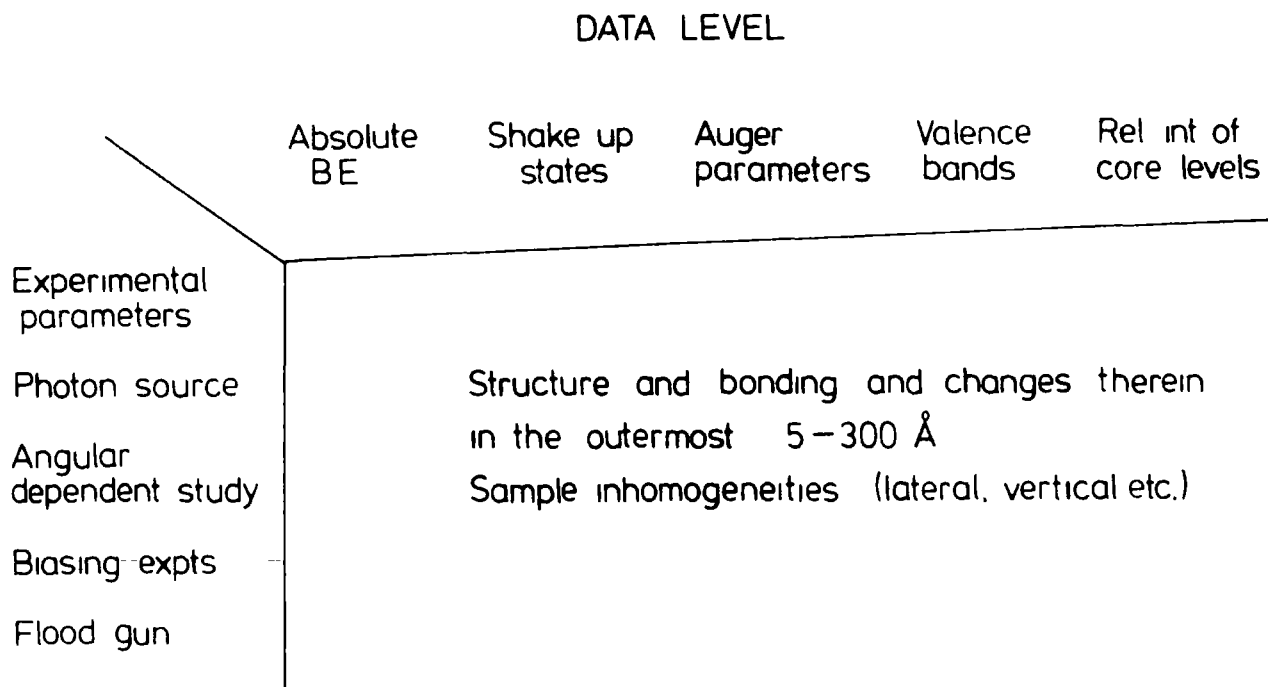 DATA LEVEL
Absolute BE
Shake up states
Auger parameters
Valence bands
Rel int of core levels
Experimental
parameters
Photon source
Structure and bonding and changes therein
in the outermost 5-300 Å
Angular
dependent study
Sample inhomogeneities (lateral, vertical etc.)
Biasing expts
Flood gun